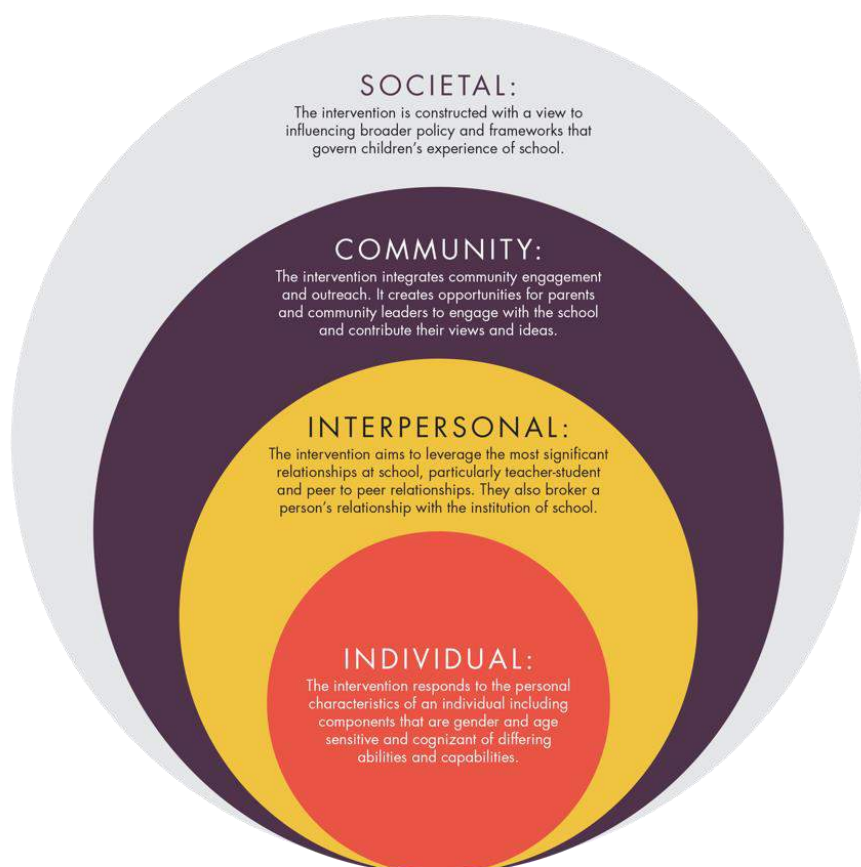 SOCIETAL:
The intervention is constructed with a view to
influencing broader policy and frameworks that
govern children's experience of school.
COMMUNITY:
The intervention integrates community engagement
and outreach. It creates opportunities for parents
and community leaders to engage with the school
and contribute their views and ideas.
INTERPERSONAL:
The intervention aims to leverage the most significant
relationships at school, particularly teacher-student
and peer to peer relationships. They also broker a
person's relationship with the institution of school.
INDIVIDUAL:
The intervention responds to the personal
characteristics of an individual including
components that are gender and age
sensitive and cognizant of differing
abilities and capabilities.